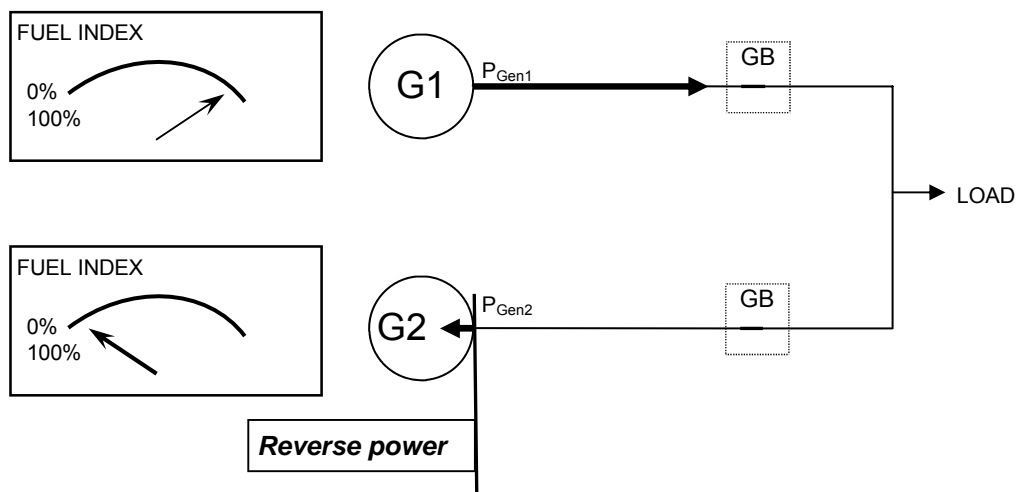 FUEL INDEX
0%
100%
G1
PGen1
GB
LOAD
FUEL INDEX
0%
100%
G2
PGen2
GB
Reverse power